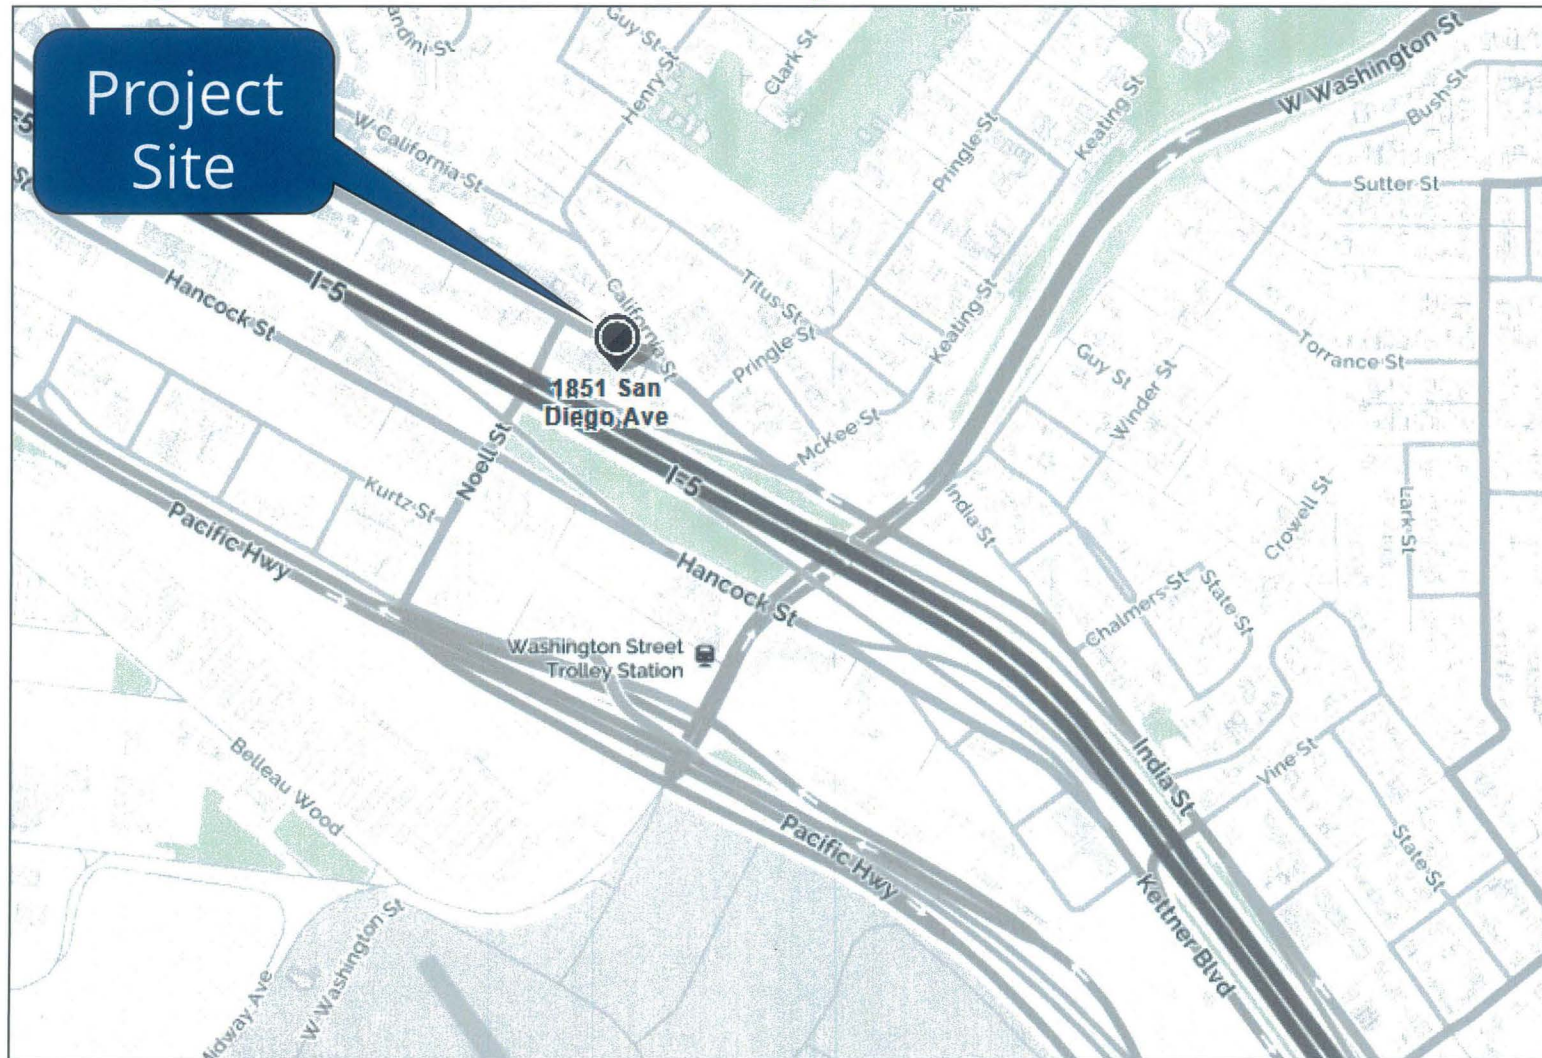 Project
Site
Guy St
Henry St
Clark St
W California St
Pringle St
Keating St
W Washington St
Bush St
Sutter St
Hancock St
I-5
California St
Titus St
Pringle St
Keating St
1851 San
Diego Ave
McKee St
Guy St
Winder St
Torrance St
Noell St
Kurtz St
I-5
India St
Crowell St
Lark St
Pacific Hwy
Hancock St
Chalmers St
State St
Washington Street
Trolley Station
Belleau Wood
India St
Vine St
State St
Pacific Hwy
Kettner Blvd
W Washington St